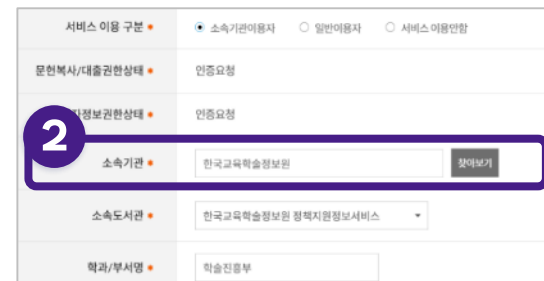 서비스 이용 구분 소속기관이용자 일반이용자 서비스 이용안함
문헌복사/대출권한상태 인증요청
정보권한상태 인증요청
2
소속기관 한국교육학술정보원 찾아보기
소속도서관 한국교육학술정보원 정책지원정보서비스
학과/부서명 학술진흥부